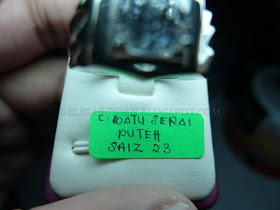 C. BATU SERAI
PUTEH
SAIZ 23